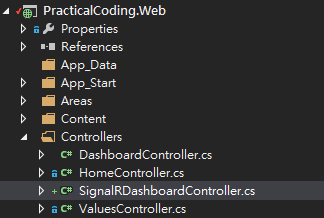 PracticalCoding.Web
Properties
References
App_Data
App_Start
Areas
Content
Controllers
C# DashboardController.cs
C# HomeController.cs
C# SignalRDashboardController.cs
C# ValuesController.cs